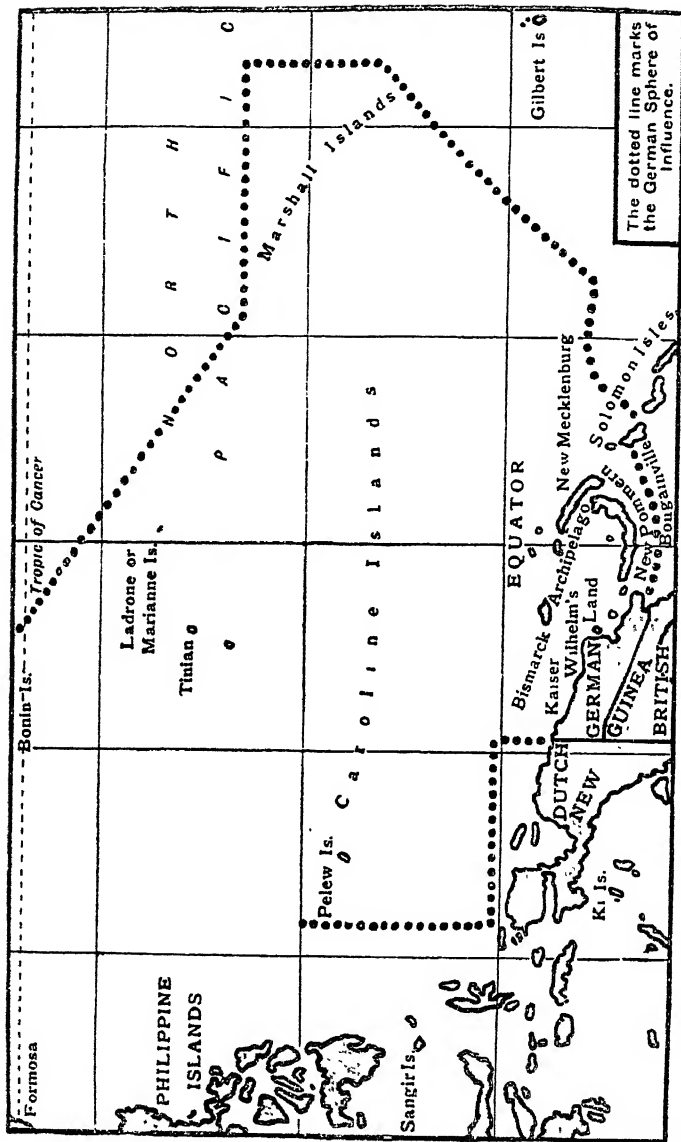 Formosa
Bonin Is.
Tropic of Cancer
NORTH
PACIFIC
PHILIPPINE
ISLANDS
Ladrone or
Marianne Is.
Tinian
Pelew Is.
Caroline Islands
Marshall Islands
Sangir Is.
EQUATOR
Gilbert Is
Bismarck Archipelago
New Mecklenburg
Kaiser
Wilhelm's
Land
New Pommern
Solomon Isles
Bougainville
DUTCH
GERMAN
NEW GUINEA
BRITISH
Ki Is.
The dotted line marks
the German Sphere of
Influence.